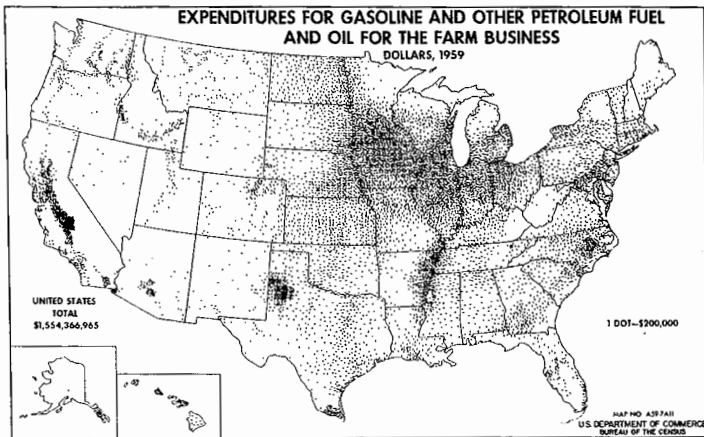 EXPENDITURES FOR GASOLINE AND OTHER PETROLEUM FUEL
AND OIL FOR THE FARM BUSINESS
DOLLARS, 1959
UNITED STATES
TOTAL
$1,554,366,965
1 DOT—$200,000
MAP NO. A59-7A11
U.S. DEPARTMENT OF COMMERCE
BUREAU OF THE CENSUS